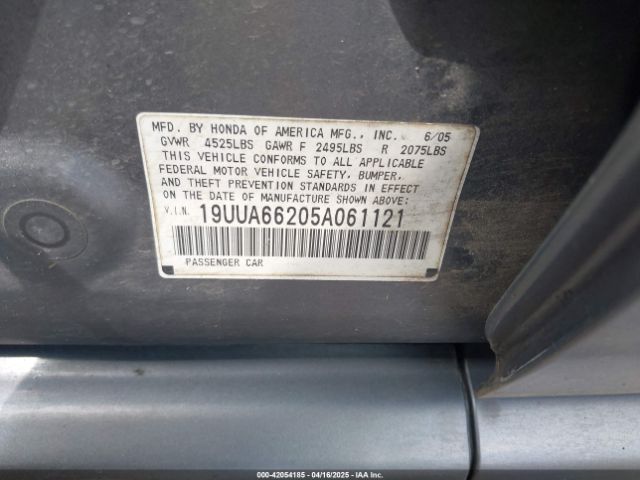 MFD. BY HONDA OF AMERICA MFG., INC. 6/05
GVWR 4525LBS GAWR F 2495LBS R 2075LBS
THIS VEHICLE CONFORMS TO ALL APPLICABLE
FEDERAL MOTOR VEHICLE SAFETY, BUMPER,
AND THEFT PREVENTION STANDARDS IN EFFECT
ON THE DATE OF MANUFACTURE SHOWN ABOVE:
V.I.N. 19UUA66205A061121
PASSENGER CAR
000-42054185 - 04/16/2025 - IAA Inc.